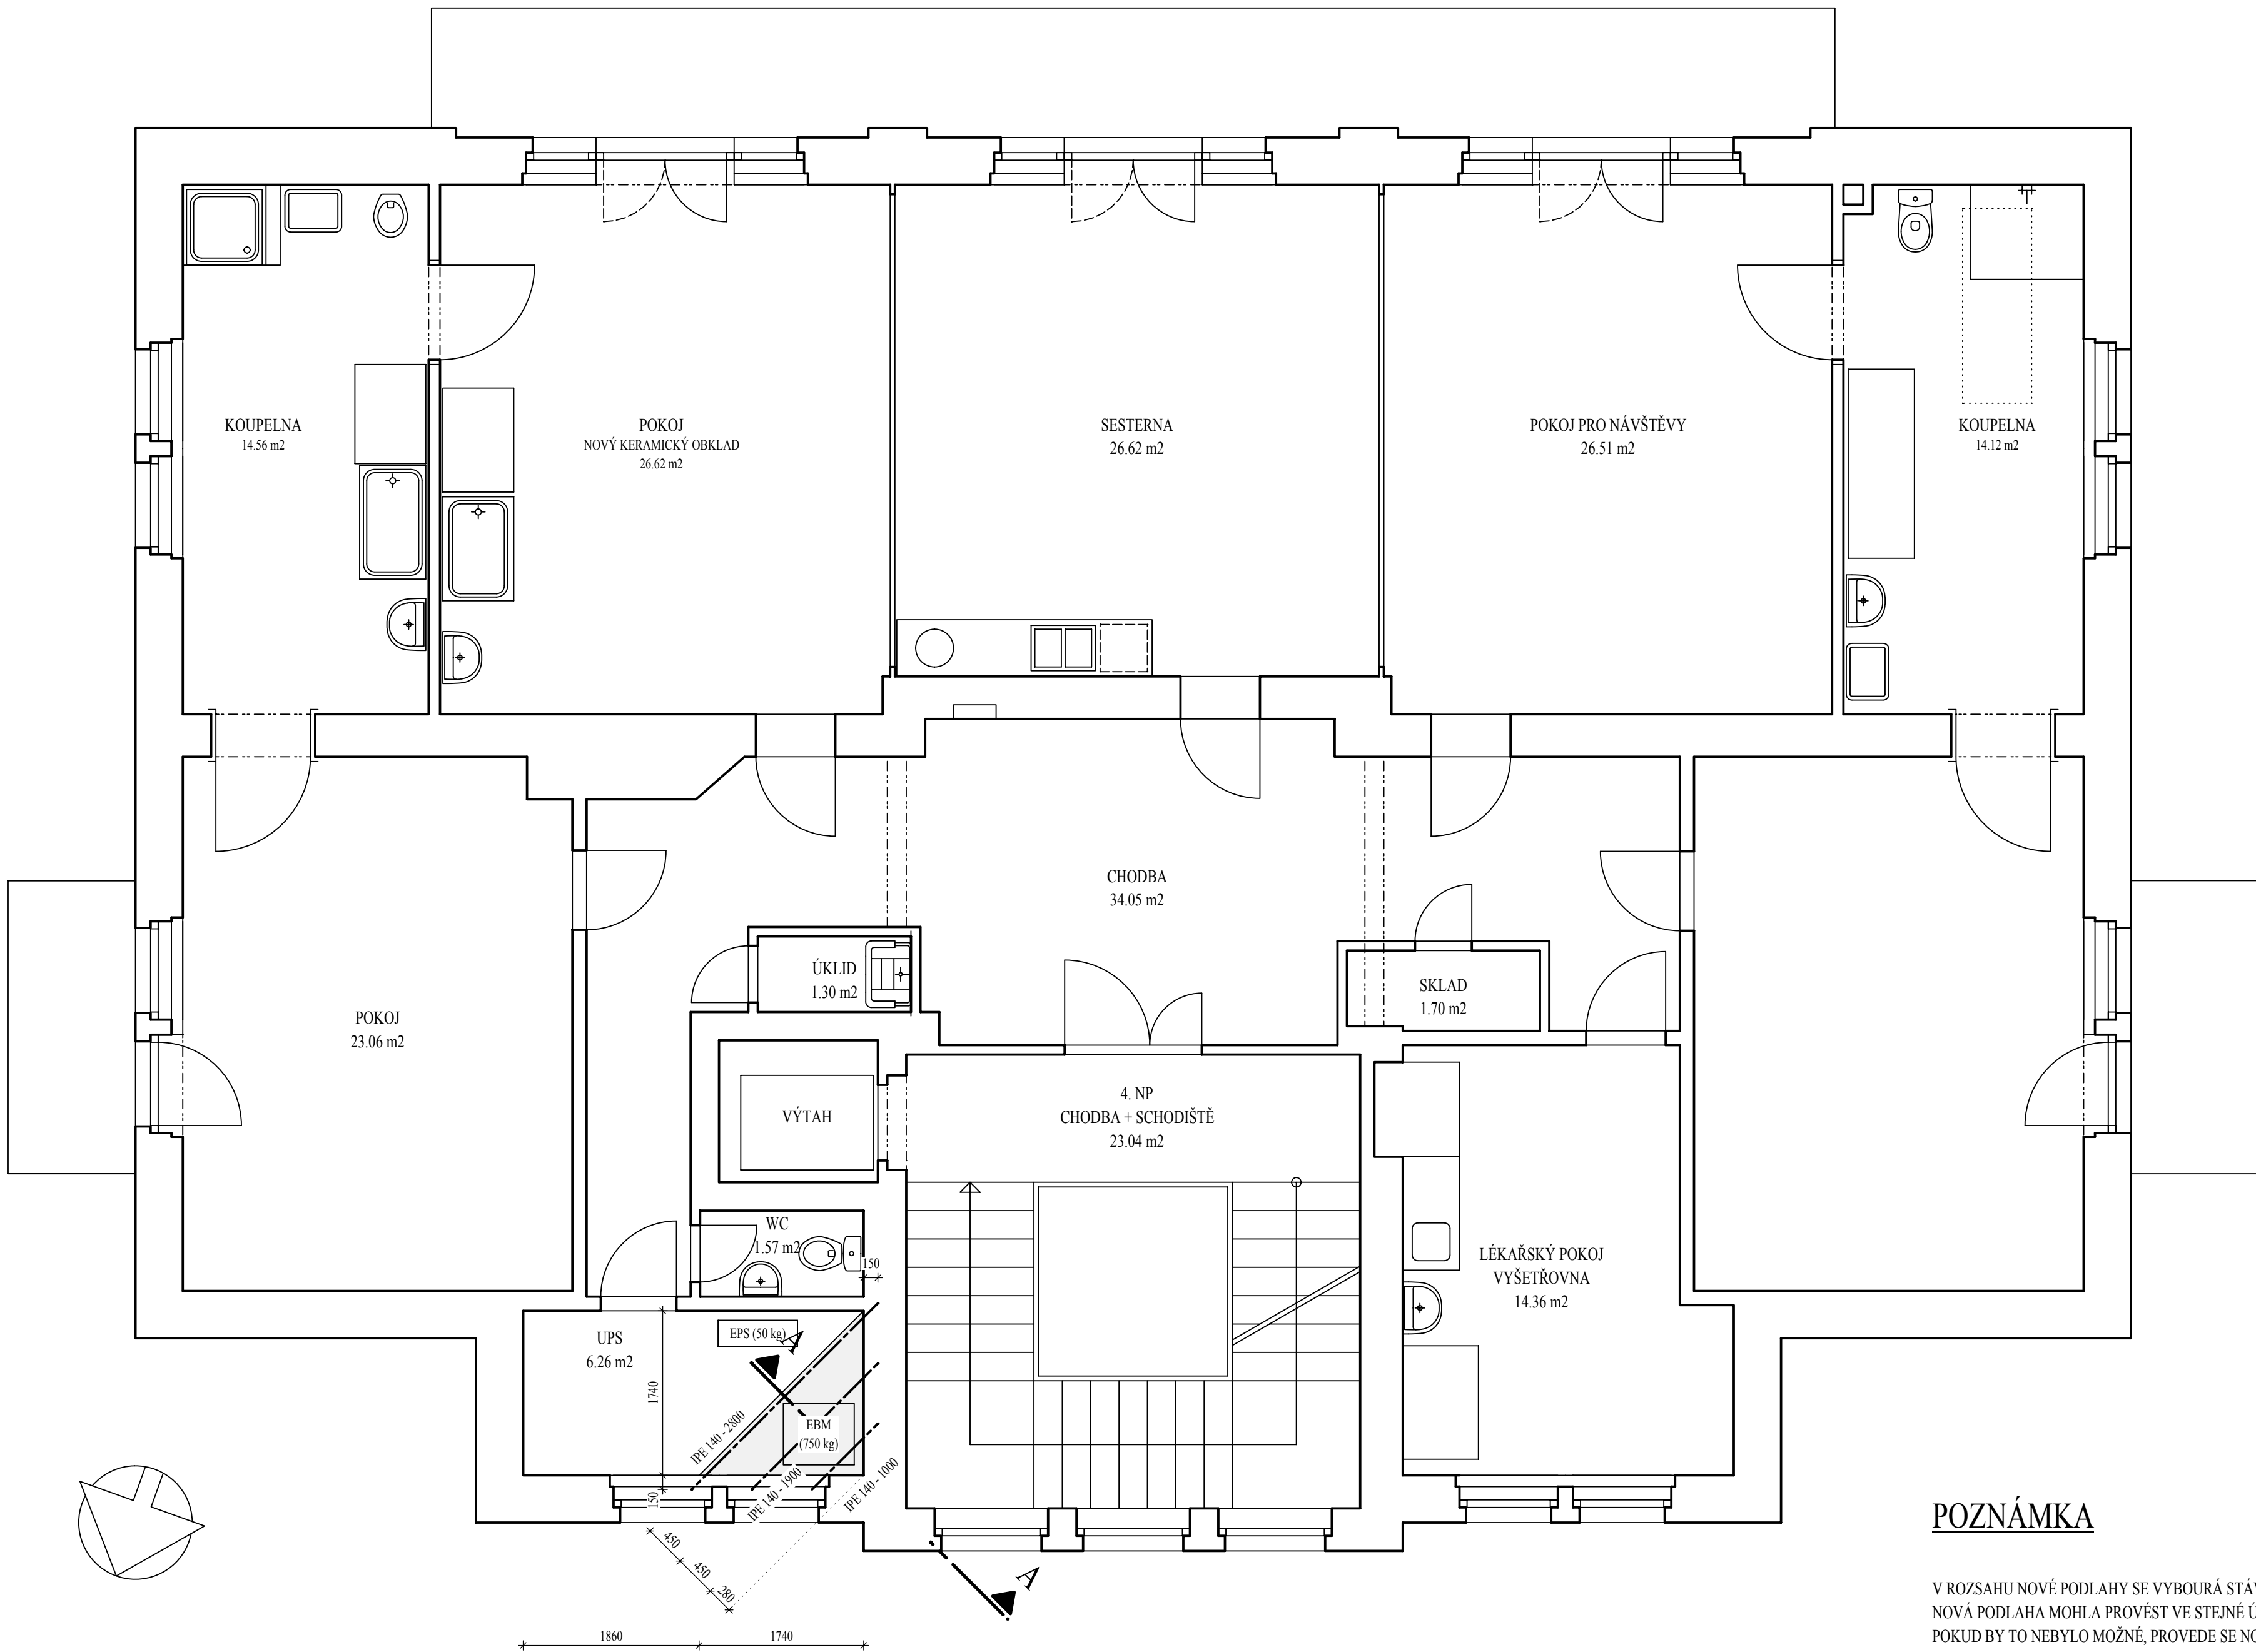 KOUPELNA
14.56 m2
POKOJ
NOVÝ KERAMICKÝ OBKLAD
26.62 m2
SESTERNA
26.62 m2
POKOJ PRO NÁVŠTĚVY
26.51 m2
KOUPELNA
14.12 m2
CHODBA
34.05 m2
ÚKLID
1.30 m2
SKLAD
1.70 m2
POKOJ
23.06 m2
VÝTAH
4. NP
CHODBA + SCHODIŠTĚ
23.04 m2
WC
1.57 m2
150
LÉKAŘSKÝ POKOJ
VYŠETŘOVNA
14.36 m2
UPS
6.26 m2
EPS (50 kg)
A
1740
EBM
(750 kg)
IPE 140 - 2800
IPE 140 - 1900
IPE 140 - 1000
150
450
450
280
A
1860
1740
POZNÁMKA
V ROZSAHU NOVÉ PODLAHY SE VYBOURÁ
NOVÁ PODLAHA MOHLA PROVÉST VE STEJNÉ
POKUD BY TO NEBYLO MOŽNÉ, PROVEDE SE